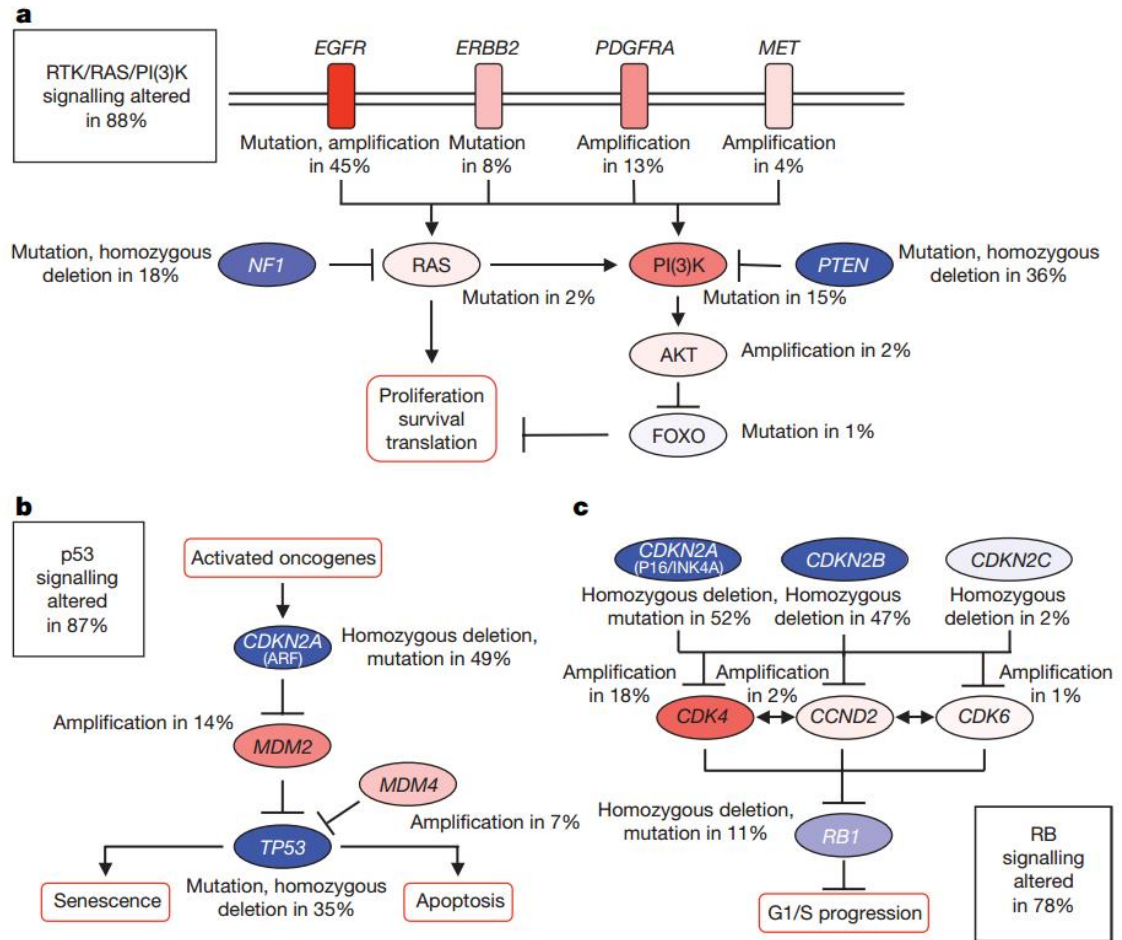 a
RTK/RAS/PI(3)K
signalling altered
in 88%
EGFR
ERBB2
PDGFRA
MET
Mutation, amplification
in 45%
Mutation
in 8%
Amplification
in 13%
Amplification
in 4%
Mutation, homozygous
deletion in 18%
NF1
RAS
Mutation in 2%
PI(3)K
Mutation in 15%
PTEN
Mutation, homozygous
deletion in 36%
AKT
Amplification in 2%
Proliferation
survival
translation
FOXO
Mutation in 1%
b
p53
signalling
altered
in 87%
Activated oncogenes
CDKN2A
(ARF)
Homozygous deletion,
mutation in 49%
Amplification in 14%
MDM2
MDM4
Amplification in 7%
TP53
Mutation, homozygous
deletion in 35%
Senescence
Apoptosis
c
CDKN2A
(P16/INK4A)
CDKN2B
CDKN2C
Homozygous deletion,
mutation in 52%
Homozygous
deletion in 47%
Homozygous
deletion in 2%
Amplification
in 18%
Amplification
in 2%
Amplification
in 1%
CDK4
CCND2
CDK6
Homozygous deletion,
mutation in 11%
RB1
G1/S progression
RB
signalling
altered
in 78%